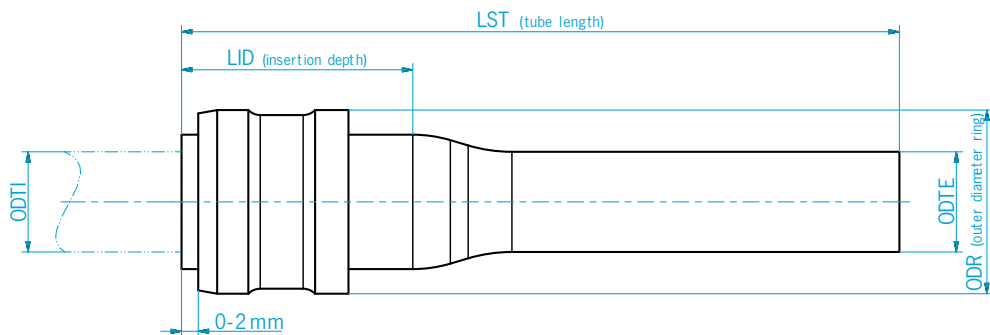 LST (tube length)
LID (insertion depth)
ODTI
ODTE
ODR (outer diameter ring)
0-2 mm